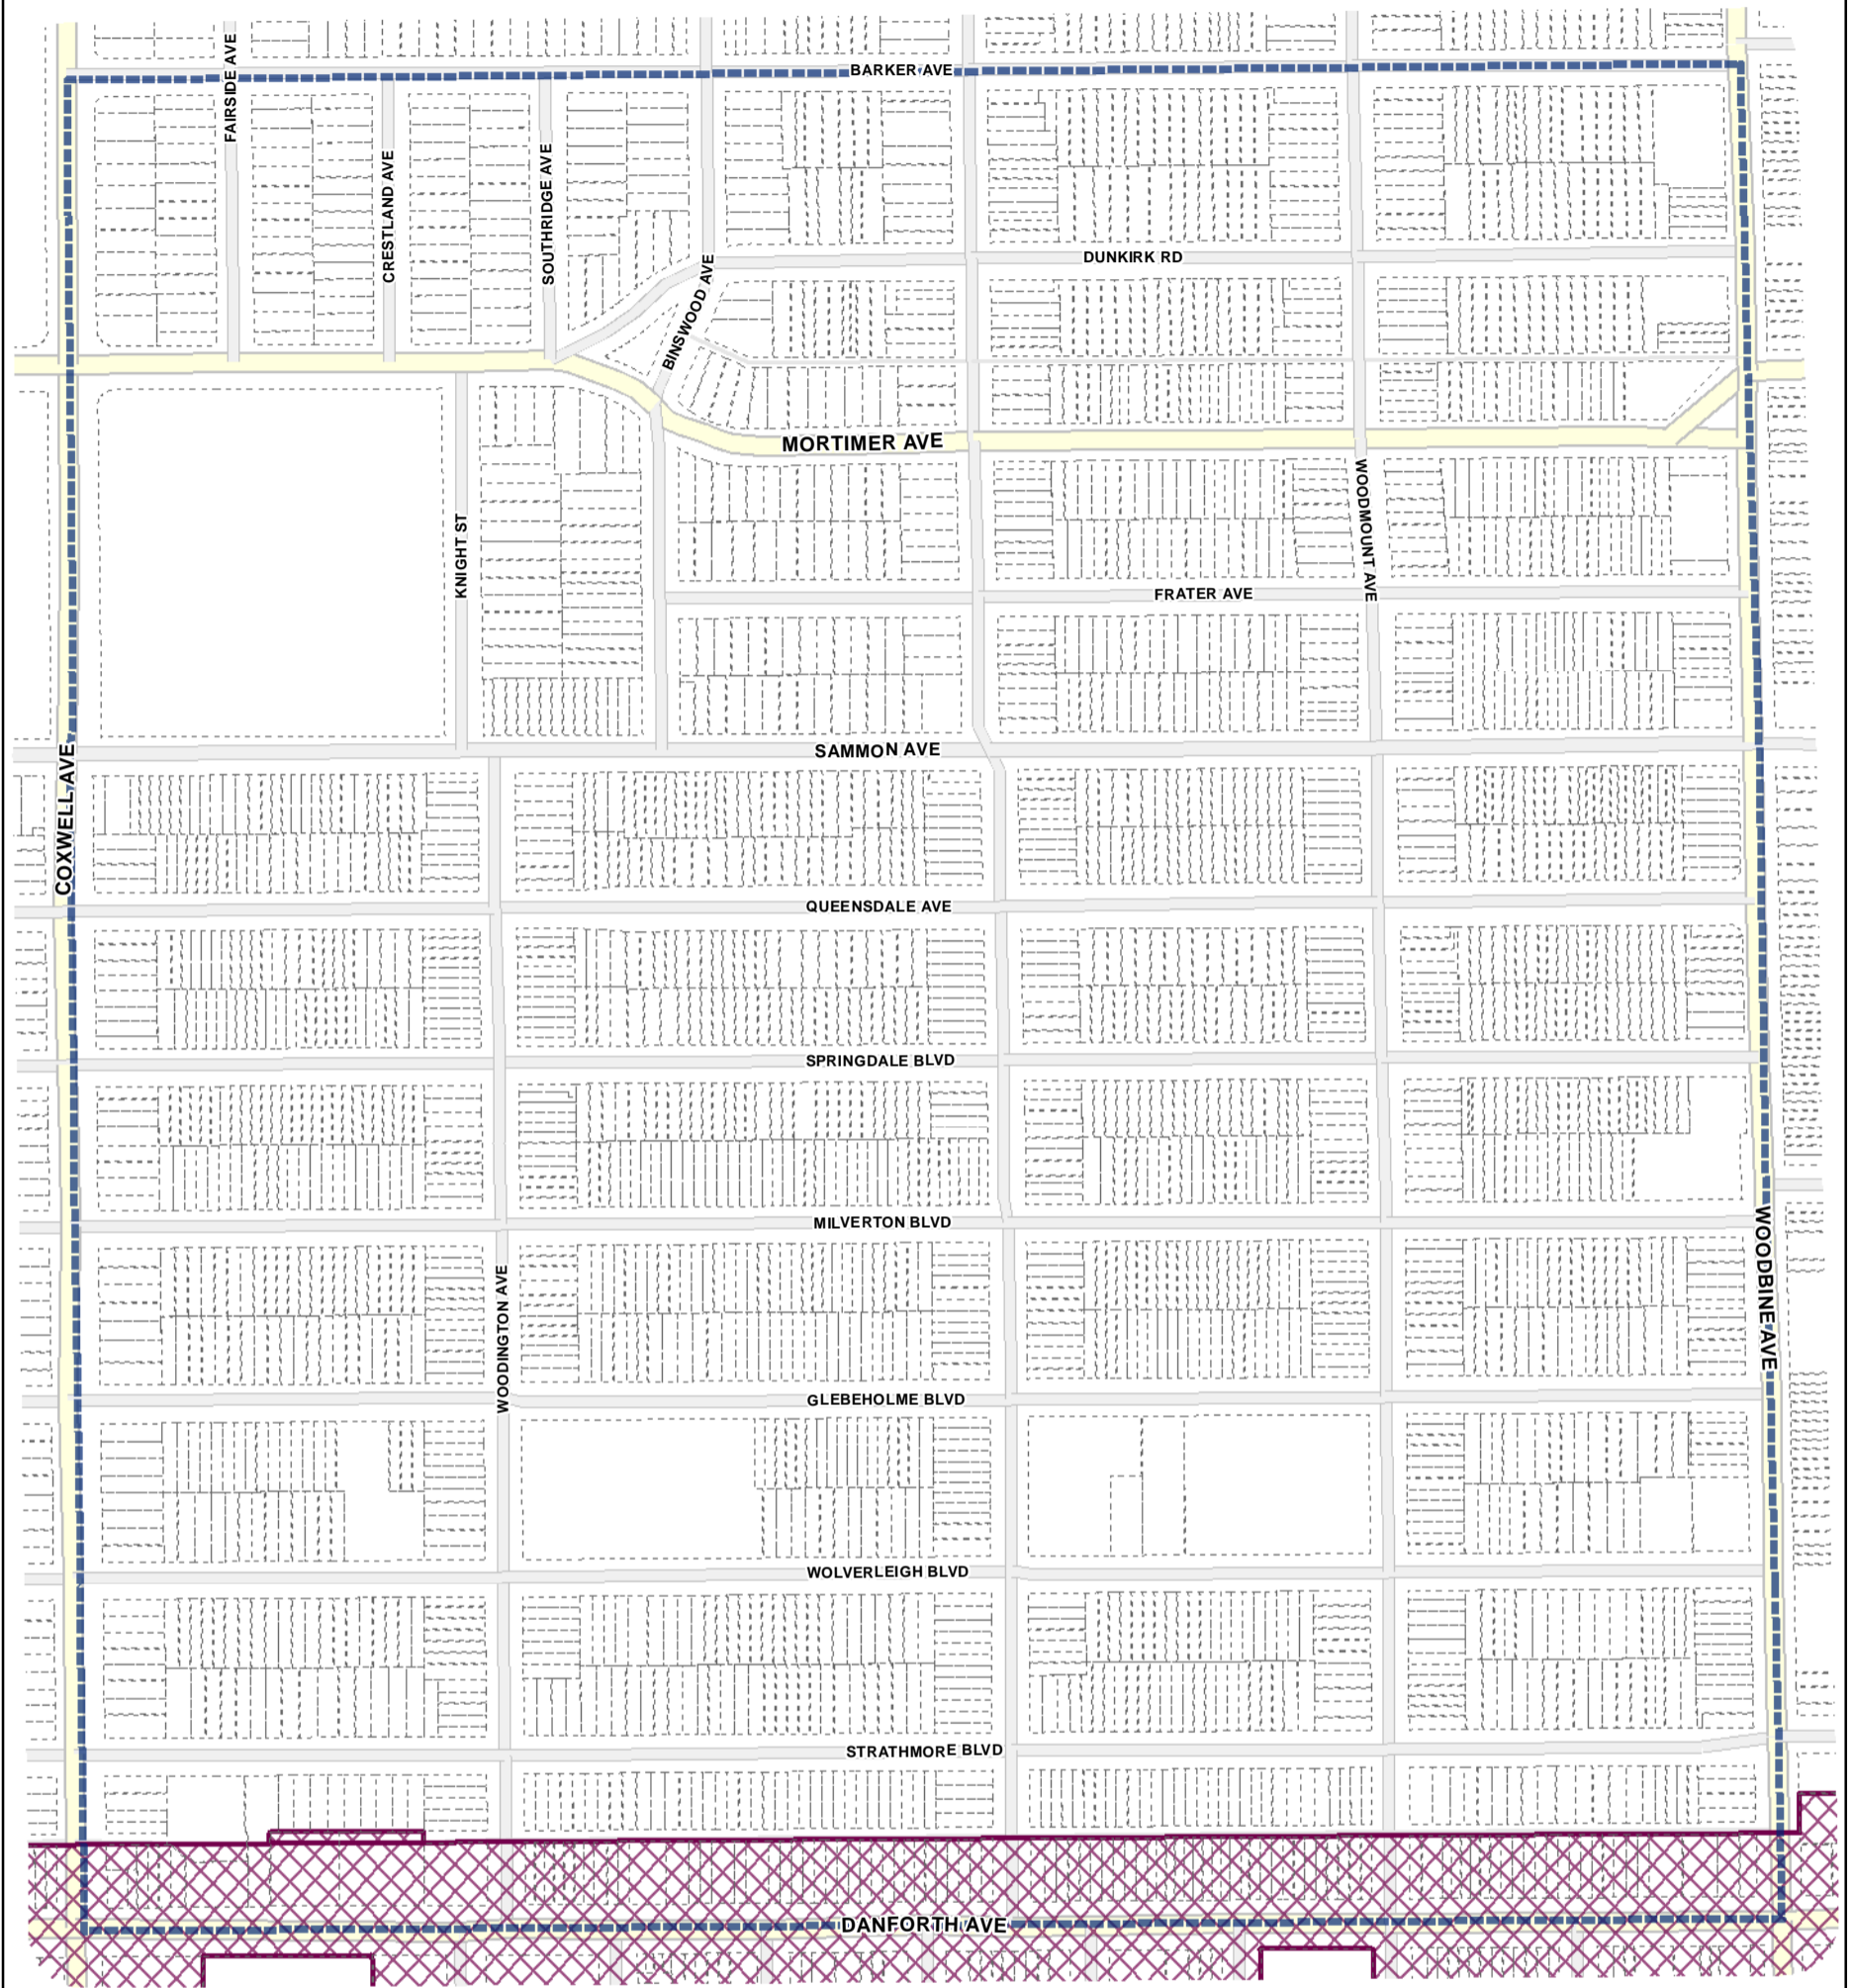 BARKER AVE
FAIRSIDE AVE
CRESTLAND AVE
SOUTHRIDGE AVE
DUNKIRK RD
BINSWOOD AVE
MORTIMER AVE
KNIGHT ST
WOODMOUNT AVE
FRATER AVE
SAMMON AVE
COXWELL AVE
QUEENSDALE AVE
SPRINGDALE BLVD
MILVERTON BLVD
WOODINGTON AVE
WOODBINE AVE
GLEBEHOLME BLVD
WOLVERLEIGH BLVD
STRATHMORE BLVD
DANFORTH AVE